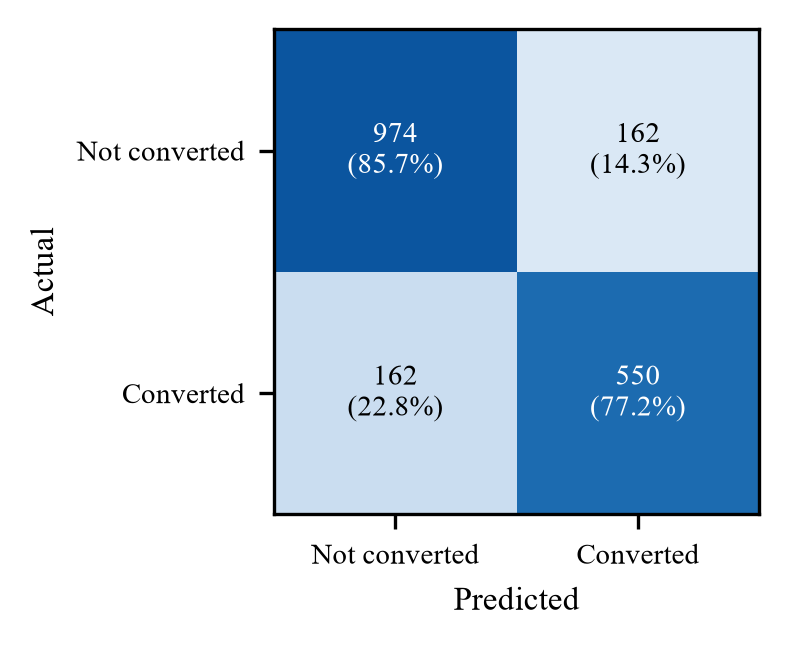 974
(85.7%)
162
(14.3%)
Not converted
Actual
162
(22.8%)
550
(77.2%)
Converted
Not converted
Converted
Predicted